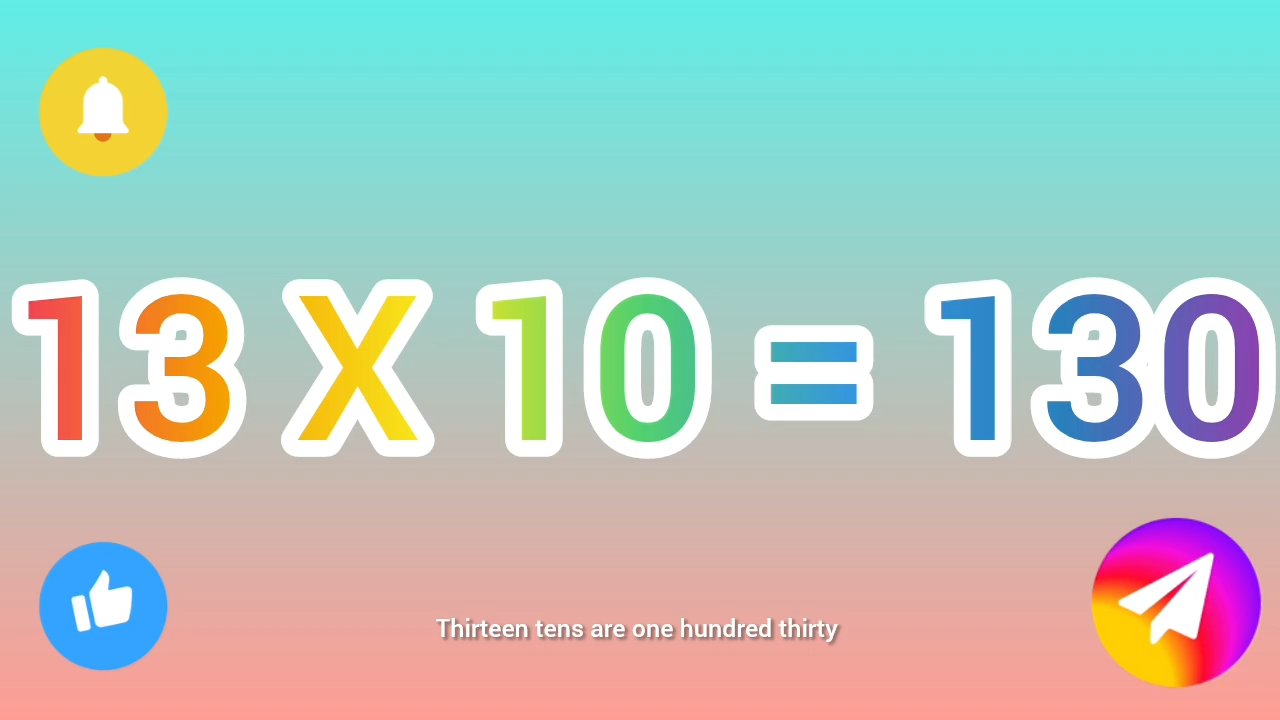 13 X 10 = 130
Thirteen tens are one hundred thirty